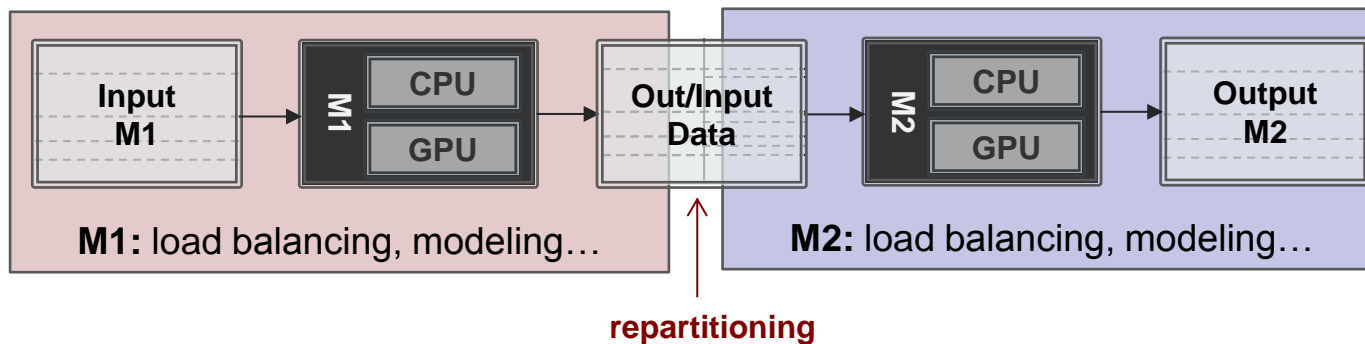 Input
M1
M1
CPU
GPU
Out/Input
Data
M2
CPU
GPU
Output
M2
M1: load balancing, modeling…
M2: load balancing, modeling…
repartitioning